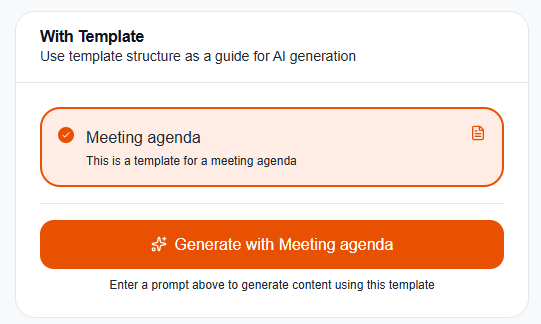 With Template
Use template structure as a guide for AI generation
Meeting agenda
This is a template for a meeting agenda
Generate with Meeting agenda
Enter a prompt above to generate content using this template